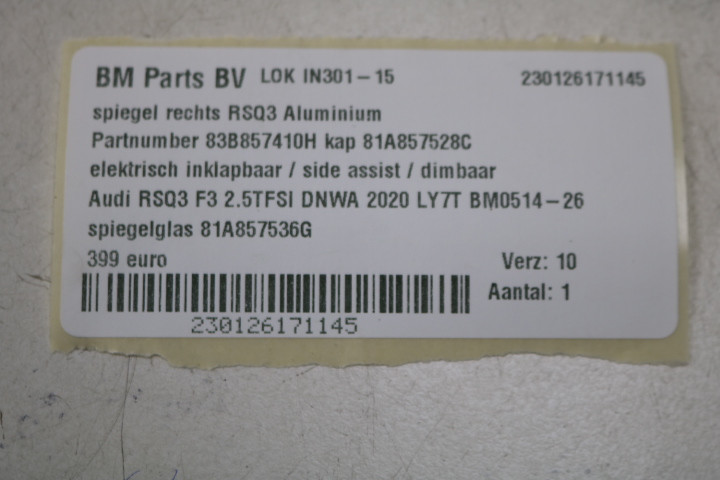 BM Parts BV LOK IN301-15 230126171145
spiegel rechts RSQ3 Aluminium
Partnumber 83B857410H kap 81A857528C
elektrisch inklapbaar / side assist / dimbaar
Audi RSQ3 F3 2.5TFSI DNWA 2020 LY7T BM0514-26
spiegelglas 81A857536G
399 euro Verz: 10
Aantal: 1
230126171145